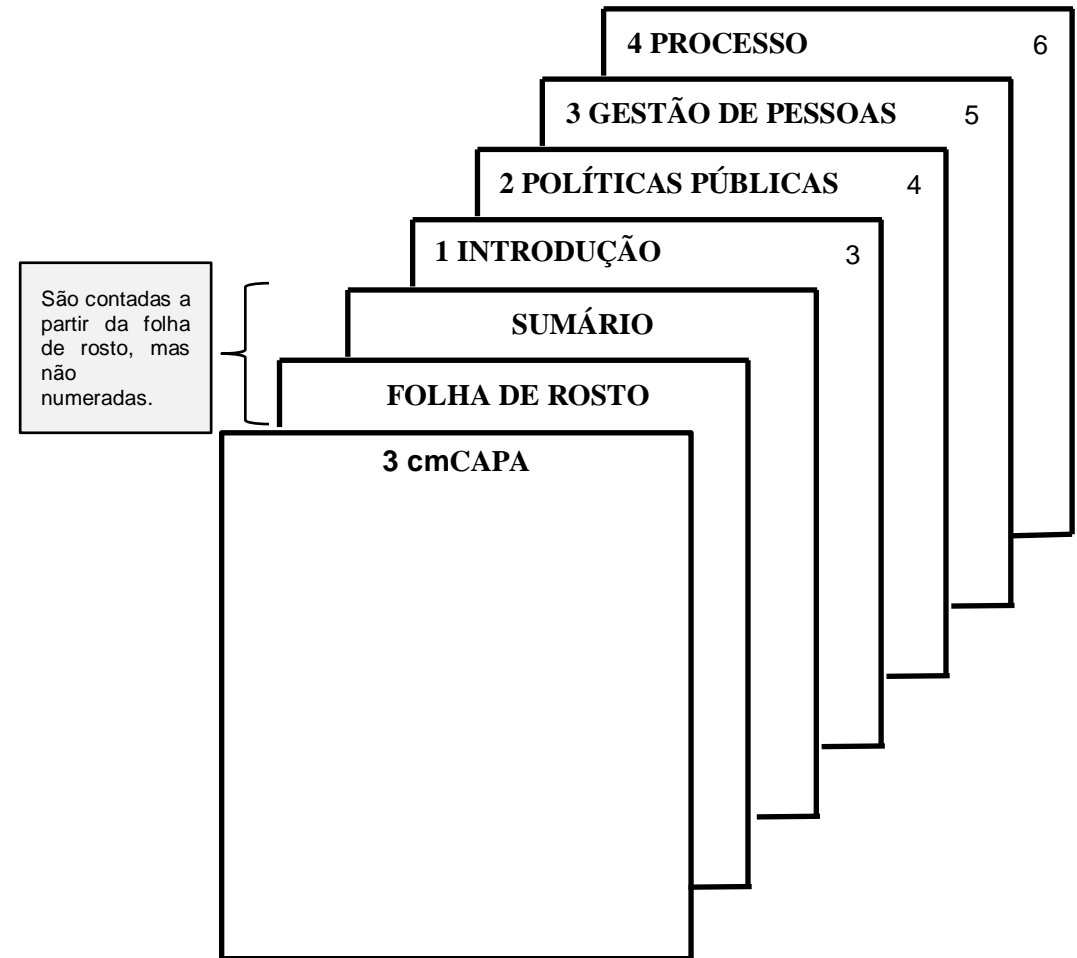 4 PROCESSO 6
3 GESTÃO DE PESSOAS 5
2 POLÍTICAS PÚBLICAS 4
1 INTRODUÇÃO 3
São contadas a
partir da folha
de rosto, mas
não
numeradas.
SUMÁRIO
FOLHA DE ROSTO
3 cmCAPA